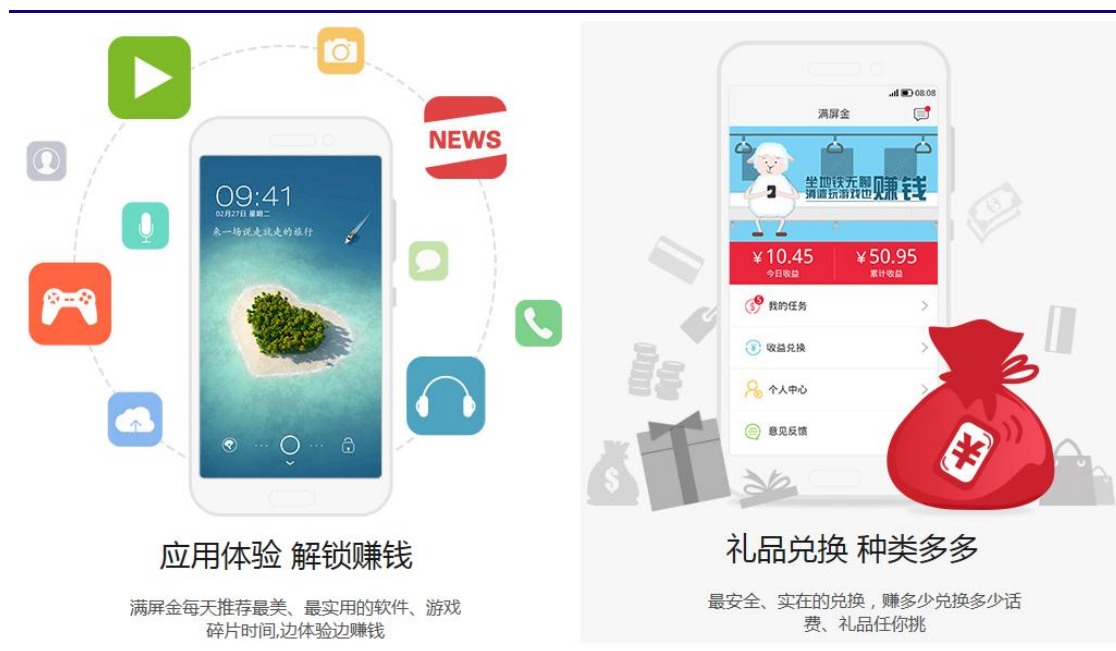 NEWS
09:41
02月27日 星期二
来一场说走就走的旅行
应用体验 解锁赚钱
满屏金每天推荐最美、最实用的软件、游戏
碎片时间,边体验边赚钱
08:08
满屏金
坐地铁无聊
消遣玩游戏也赚钱
￥10.45 ￥50.95
今日收益 累计收益
5
我的任务
收益兑换
个人中心
意见反馈
礼品兑换 种类多多
最安全、实在的兑换，赚多少兑换多少话
费、礼品任你挑